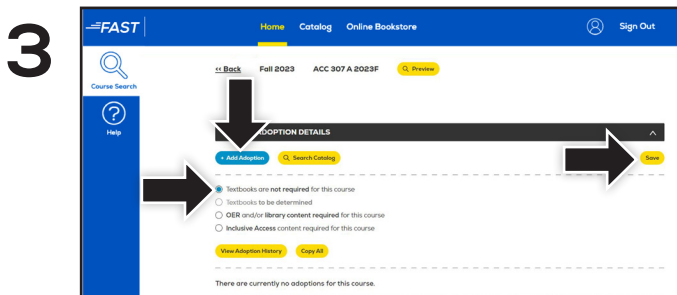 3
FAST
Home Catalog Online Bookstore
Sign Out
Course Search
Help
<< Back Fall 2023 ACC 307 A 2023F Preview
ADOPTION DETAILS
+ Add Adoption Search Catalog
Save
Textbooks are not required for this course
Textbooks to be determined
OER and/or library content required for this course
Inclusive Access content required for this course
View Adoption History Copy All
There are currently no adoptions for this course.